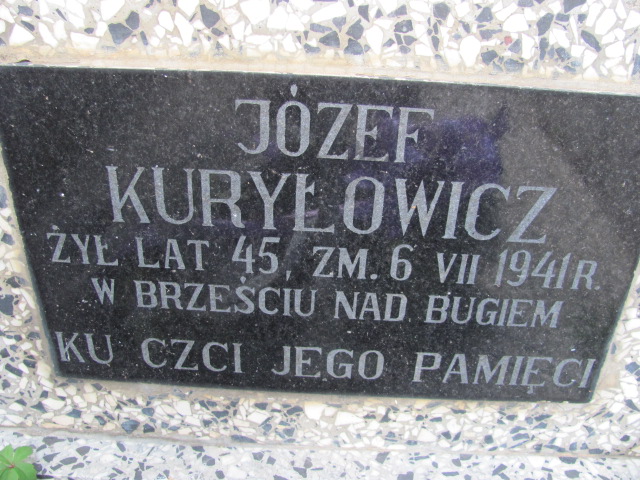 JÓZEF
KURYŁOWICZ
ŻYŁ LAT 45, ZM. 6 VII 1941 R.
W BRZEŚCIU NAD BUGIEM
KU CZCI JEGO PAMIĘCI